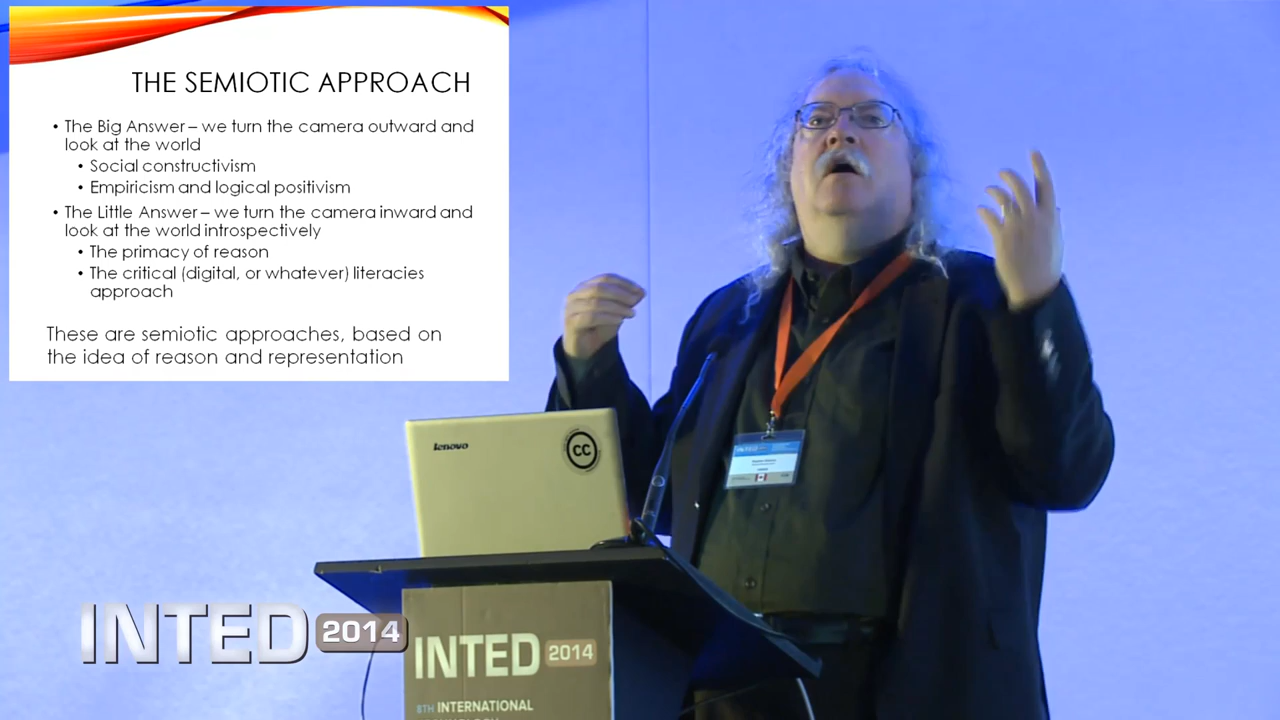 THE SEMIOTIC APPROACH
• The Big Answer – we turn the camera outward and
look at the world
• Social constructivism
• Empiricism and logical positivism
• The Little Answer – we turn the camera inward and
look at the world introspectively
• The primacy of reason
• The critical (digital, or whatever) literacies
approach
These are semiotic approaches, based on
the idea of reason and representation
lenovo
CC
INTED
INTED 2014
INTED 2014
8TH INTERNATIONAL